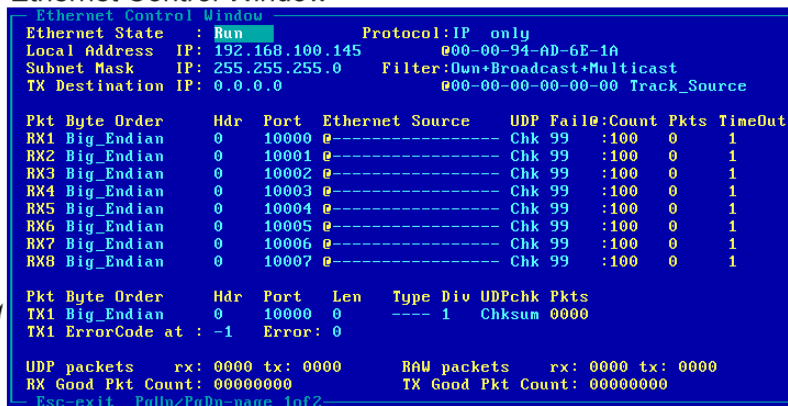 Ethernet Control Window
Ethernet Control Window
Ethernet State : Run Protocol:IP only
Local Address IP: 192.168.100.145 @00-00-94-AD-6E-1A
Subnet Mask IP: 255.255.255.0 Filter:Own+Broadcast+Multicast
TX Destination IP: 0.0.0.0 @00-00-00-00-00-00 Track_Source
Pkt Byte Order Hdr Port Ethernet Source UDP Fail@:Count Pkts TimeOut
RX1 Big_Endian 0 10000 @----------------- Chk 99 :100 0 1
RX2 Big_Endian 0 10001 @----------------- Chk 99 :100 0 1
RX3 Big_Endian 0 10002 @----------------- Chk 99 :100 0 1
RX4 Big_Endian 0 10003 @----------------- Chk 99 :100 0 1
RX5 Big_Endian 0 10004 @----------------- Chk 99 :100 0 1
RX6 Big_Endian 0 10005 @----------------- Chk 99 :100 0 1
RX7 Big_Endian 0 10006 @----------------- Chk 99 :100 0 1
RX8 Big_Endian 0 10007 @----------------- Chk 99 :100 0 1
Pkt Byte Order Hdr Port Len Type Div UDPchk Pkts
TX1 Big_Endian 0 10000 0 ---- 1 Chksum 0000
TX1 ErrorCode at : -1 Error: 0
UDP packets rx: 0000 tx: 0000 RAW packets rx: 0000 tx: 0000
RX Good Pkt Count: 00000000 TX Good Pkt Count: 00000000
Esc-exit PgUp/PgDn-page 1of2